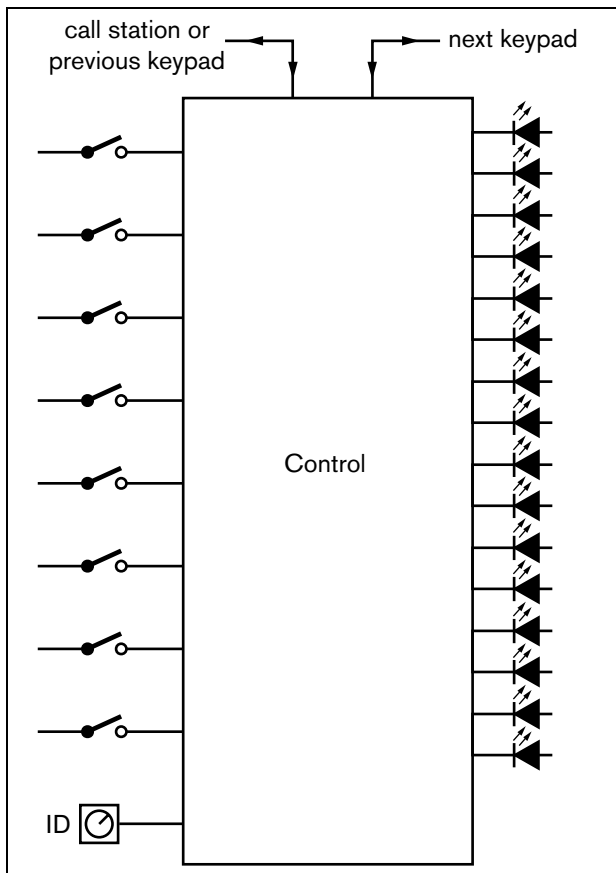 call station or
previous keypad
next keypad
Control
ID